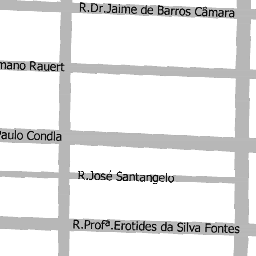 R.Dr.Jaime de Barros Câmara
mano Rauert
Paulo Condla
R.José Santangelo
R.Profª.Erotides da Silva Fontes